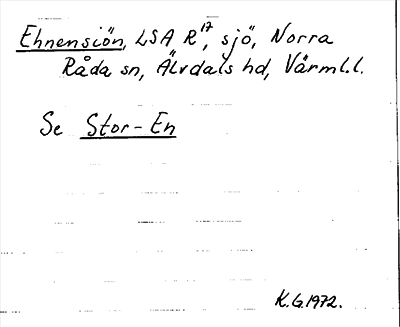 Ehnensiön, LSA R¹⁷, sjö, Norra
Råda sn, Älvdals hd, Värml.l.
Se Stor-En
K.G.1972.